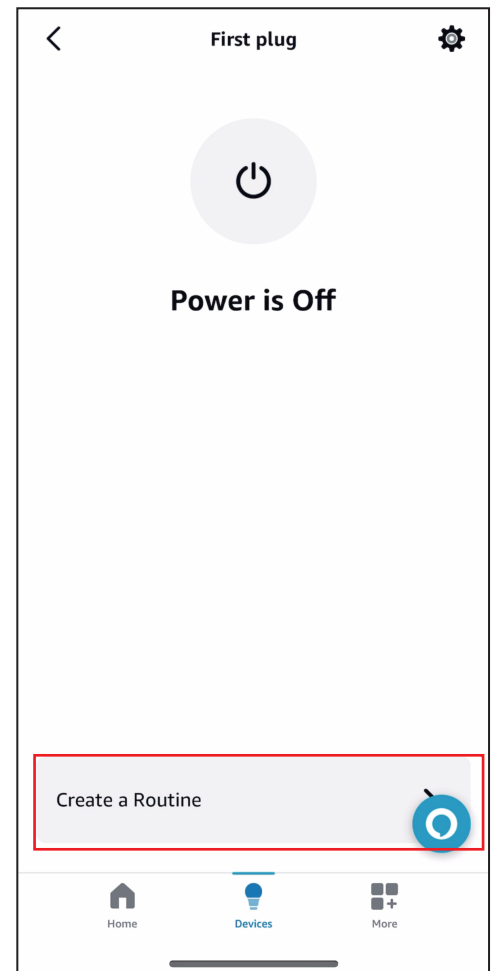 First plug
Power is Off
Create a Routine
Home
Devices
More